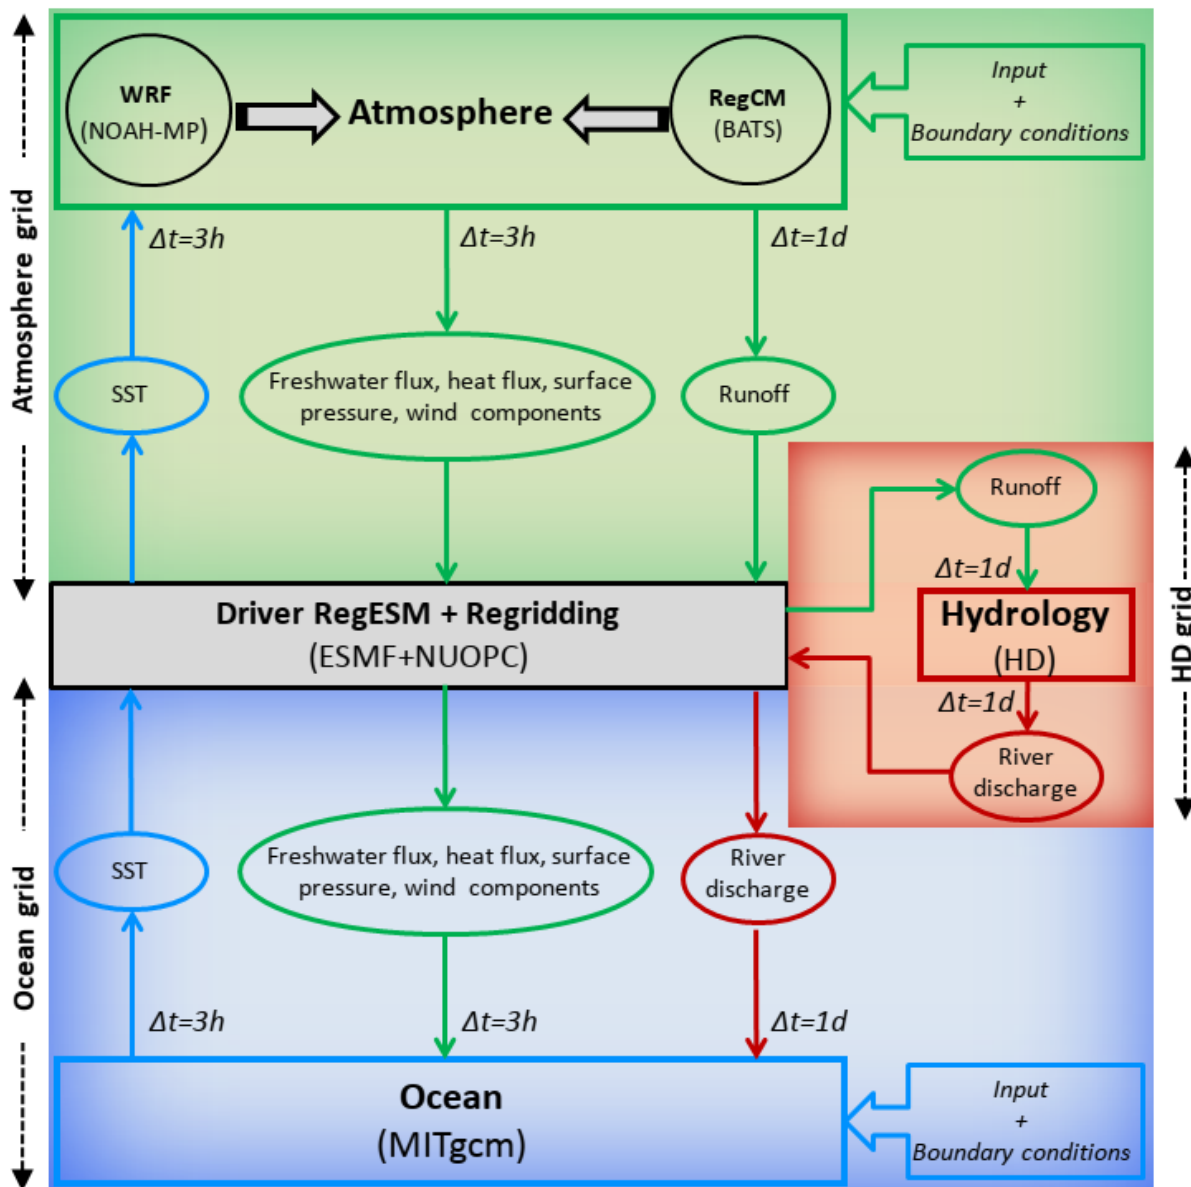 WRF
(NOAH-MP)
Atmosphere
RegCM
(BATS)
Input
+
Boundary conditions
Atmosphere grid
Δt=3h
Δt=3h
Δt=1d
SST
Freshwater flux, heat flux, surface
pressure, wind components
Runoff
Runoff
Δt=1d
Driver RegESM + Regridding
(ESMF+NUOPC)
Hydrology
(HD)
HD grid
Δt=1d
River
discharge
Ocean grid
SST
Freshwater flux, heat flux, surface
pressure, wind components
River
discharge
Δt=3h
Δt=3h
Δt=1d
Ocean
(MITgcm)
Input
+
Boundary conditions